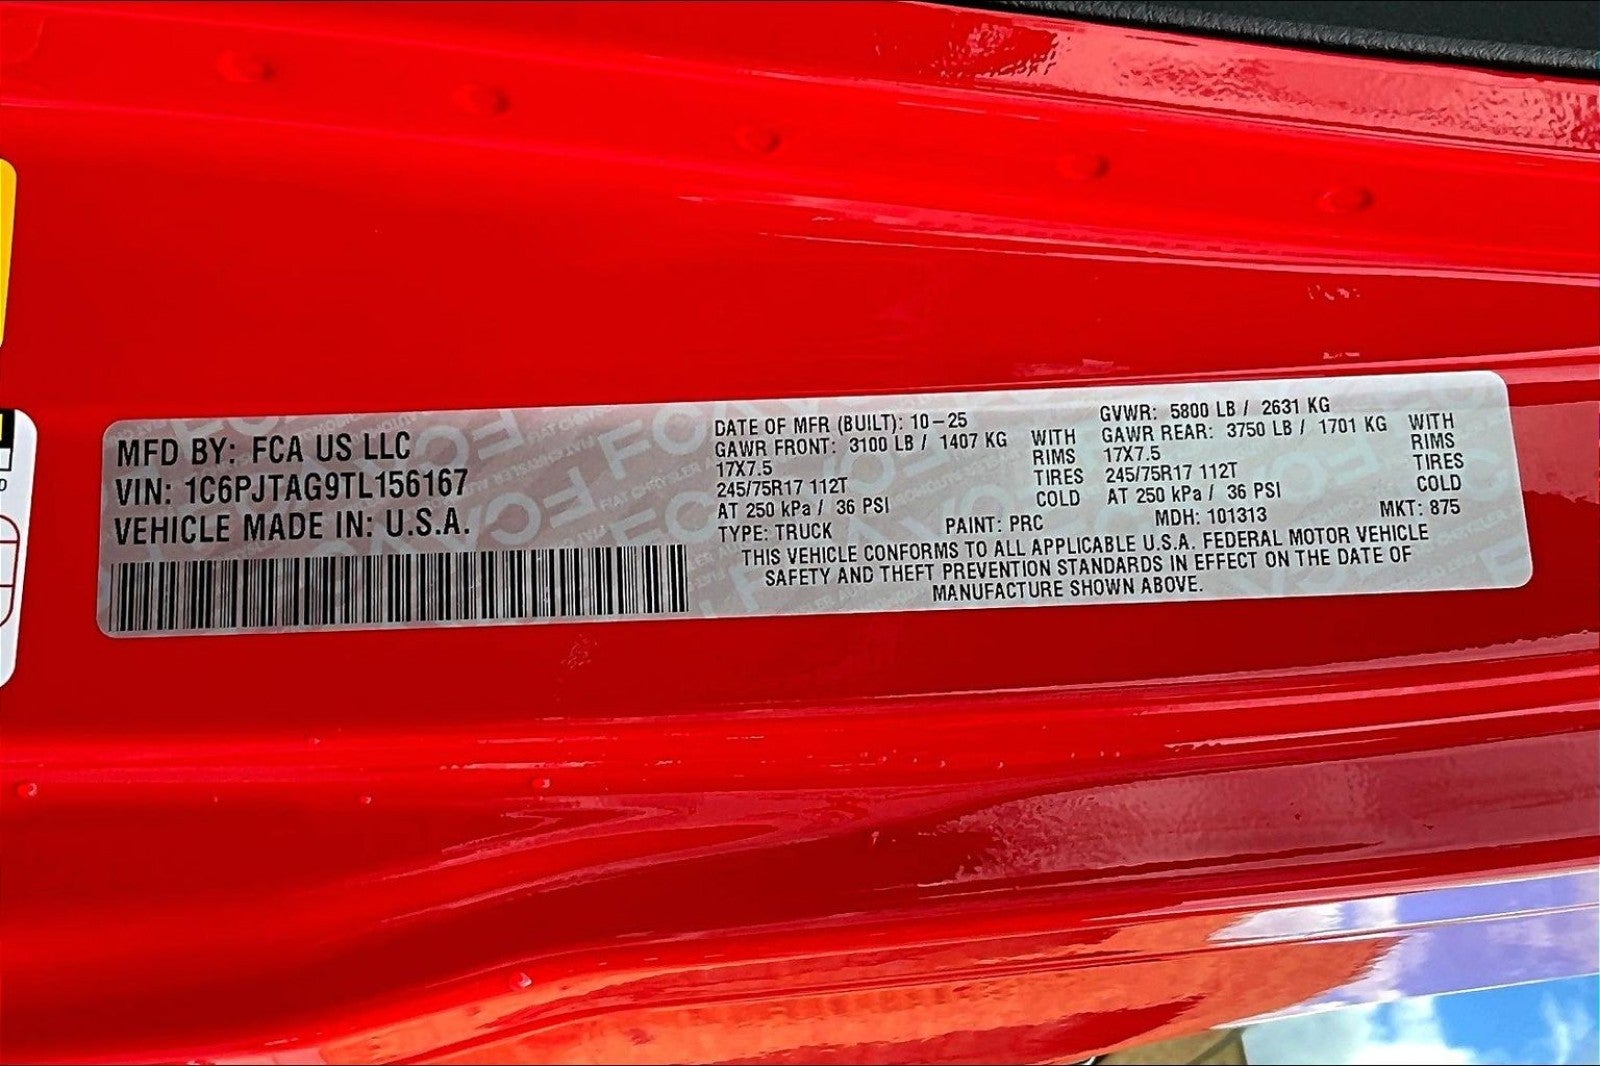 MFD BY: FCA US LLC
VIN: 1C6PJTAG9TL156167
VEHICLE MADE IN: U.S.A.
DATE OF MFR (BUILT): 10-25
GAWR FRONT: 3100 LB / 1407 KG WITH
17X7.5 RIMS
245/75R17 112T TIRES
AT 250 kPa / 36 PSI COLD
GVWR: 5800 LB / 2631 KG
GAWR REAR: 3750 LB / 1701 KG WITH
17X7.5 RIMS
245/75R17 112T TIRES
AT 250 kPa / 36 PSI COLD
TYPE: TRUCK PAINT: PRC MDH: 101313 MKT: 875
THIS VEHICLE CONFORMS TO ALL APPLICABLE U.S.A. FEDERAL MOTOR VEHICLE
SAFETY AND THEFT PREVENTION STANDARDS IN EFFECT ON THE DATE OF
MANUFACTURE SHOWN ABOVE.